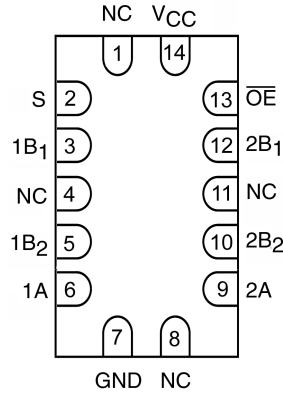 NC VCC
1 14
S 2 13 O̅E̅
1B1 3 12 2B1
NC 4 11 NC
1B2 5 10 2B2
1A 6 9 2A
7 8
GND NC